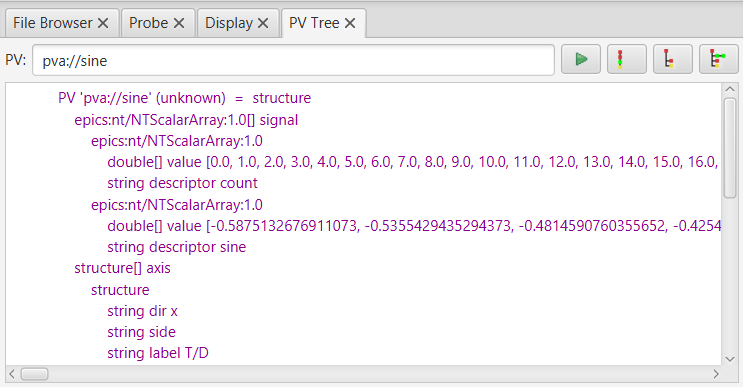 File Browser Probe Display PV Tree
PV: pva://sine
PV 'pva://sine' (unknown) = structure
epics:nt/NTScalarArray:1.0[] signal
epics:nt/NTScalarArray:1.0
double[] value [0.0, 1.0, 2.0, 3.0, 4.0, 5.0, 6.0, 7.0, 8.0, 9.0, 10.0, 11.0, 12.0, 13.0, 14.0, 15.0, 16.0,
string descriptor count
epics:nt/NTScalarArray:1.0
double[] value [-0.5875132676911073, -0.5355429435294373, -0.4814590760355652, -0.4254
string descriptor sine
structure[] axis
structure
string dir x
string side
string label T/D